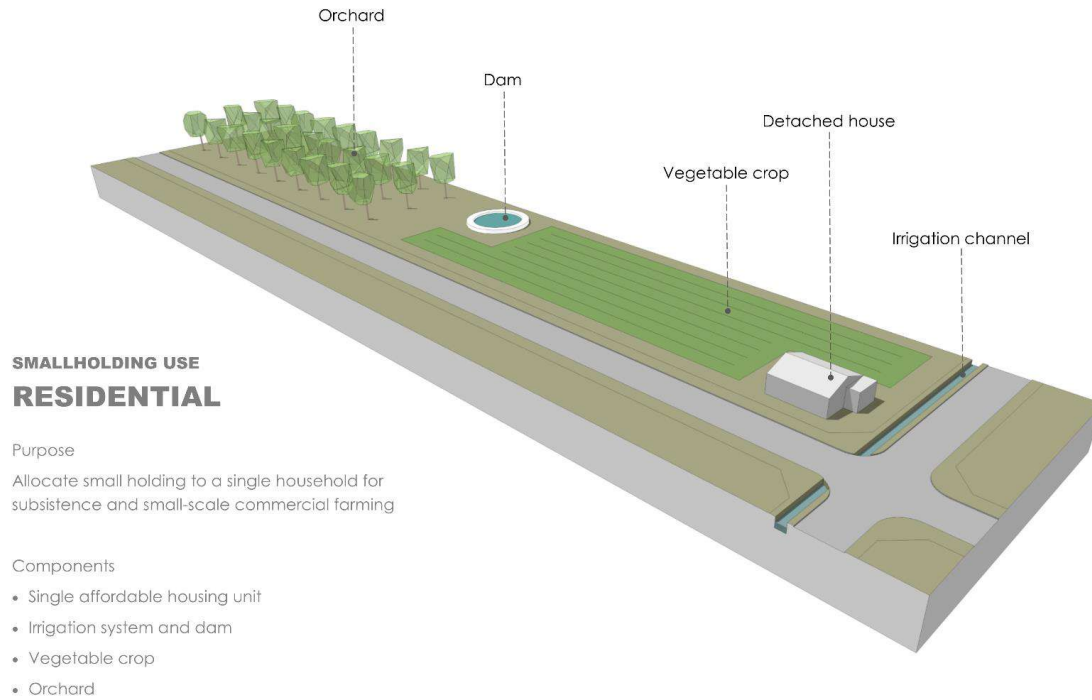 Orchard
Dam
Detached house
Vegetable crop
Irrigation channel
SMALLHOLDING USE
RESIDENTIAL
Purpose
Allocate small holding to a single household for
subsistence and small-scale commercial farming
Components
• Single affordable housing unit
• Irrigation system and dam
• Vegetable crop
• Orchard